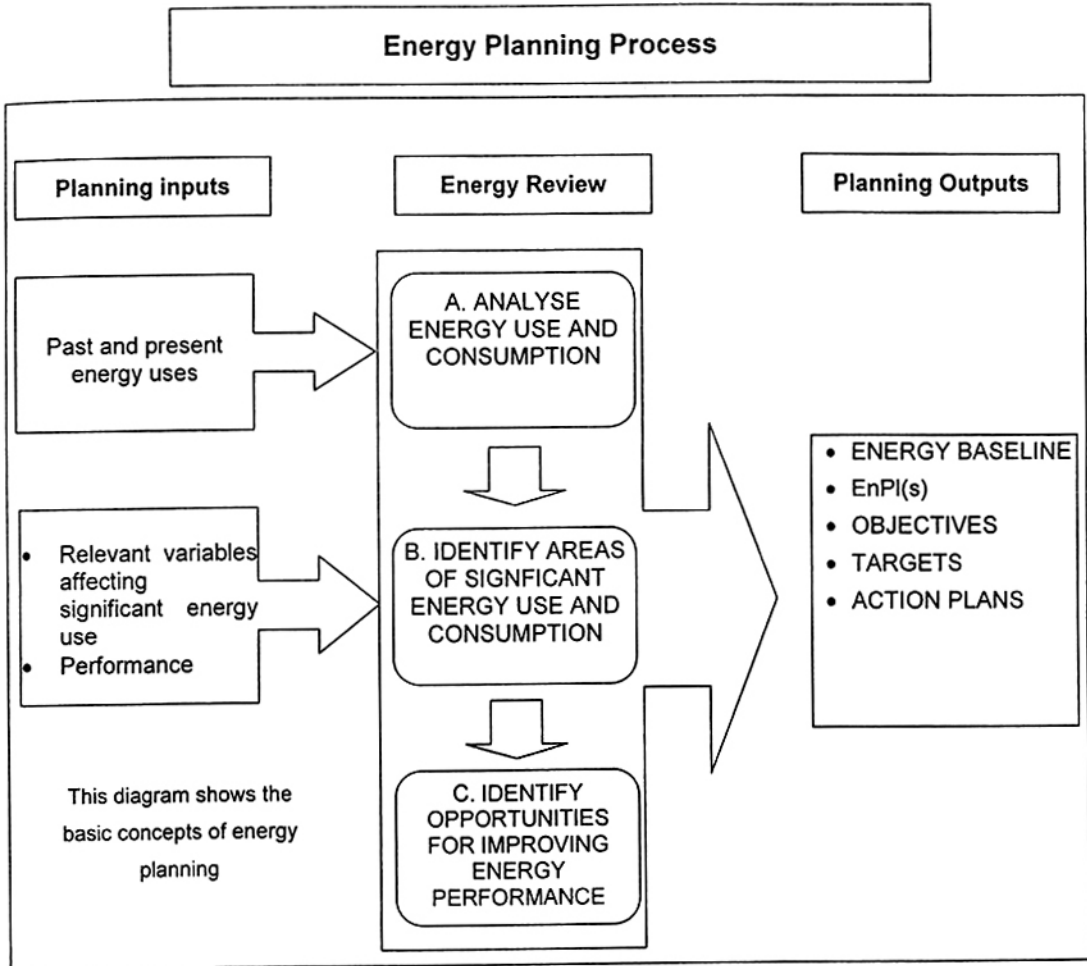 Energy Planning Process
Planning inputs
Energy Review
Planning Outputs
Past and present
energy uses
A. ANALYSE
ENERGY USE AND
CONSUMPTION
• Relevant variables
affecting
significant energy
use
• Performance
B. IDENTIFY AREAS
OF SIGNFICANT
ENERGY USE AND
CONSUMPTION
C. IDENTIFY
OPPORTUNITIES
FOR IMPROVING
ENERGY
PERFORMANCE
• ENERGY BASELINE
• EnPI(s)
• OBJECTIVES
• TARGETS
• ACTION PLANS
This diagram shows the
basic concepts of energy
planning